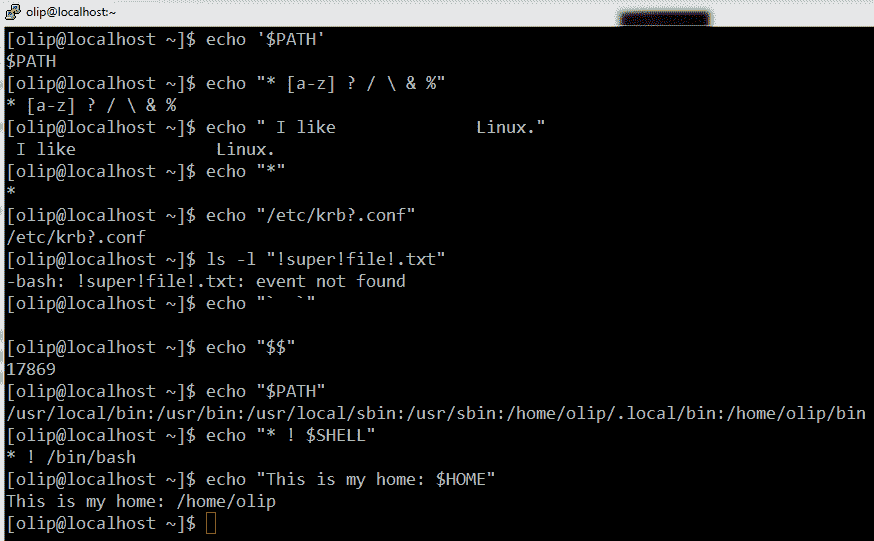 olip@localhost:~
[olip@localhost ~]$ echo '$PATH'
$PATH
[olip@localhost ~]$ echo "* [a-z] ? / \ & %"
* [a-z] ? / \ & %
[olip@localhost ~]$ echo " I like              Linux."
 I like              Linux.
[olip@localhost ~]$ echo "*"
*
[olip@localhost ~]$ echo "/etc/krb?.conf"
/etc/krb?.conf
[olip@localhost ~]$ ls -l "!super!file!.txt"
-bash: !super!file!.txt: event not found
[olip@localhost ~]$ echo "`  `"

[olip@localhost ~]$ echo "$$"
17869
[olip@localhost ~]$ echo "$PATH"
/usr/local/bin:/usr/bin:/usr/local/sbin:/usr/sbin:/home/olip/.local/bin:/home/olip/bin
[olip@localhost ~]$ echo "* ! $SHELL"
* ! /bin/bash
[olip@localhost ~]$ echo "This is my home: $HOME"
This is my home: /home/olip
[olip@localhost ~]$